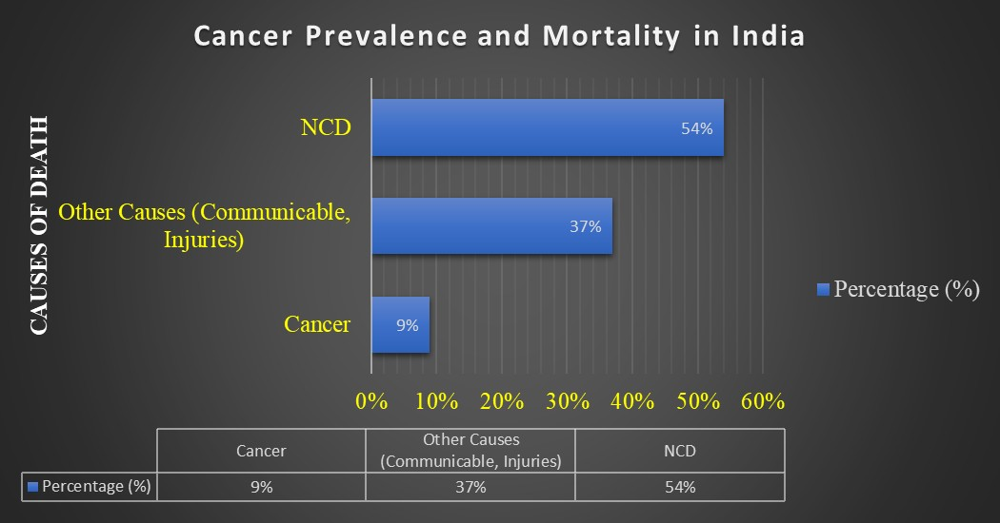 Cancer Prevalence and Mortality in India
CAUSES OF DEATH
NCD
54%
Other Causes (Communicable,
Injuries)
37%
Cancer
9%
Percentage (%)
0% 10% 20% 30% 40% 50% 60%
Cancer
Other Causes
(Communicable, Injuries)
NCD
Percentage (%) 9% 37% 54%